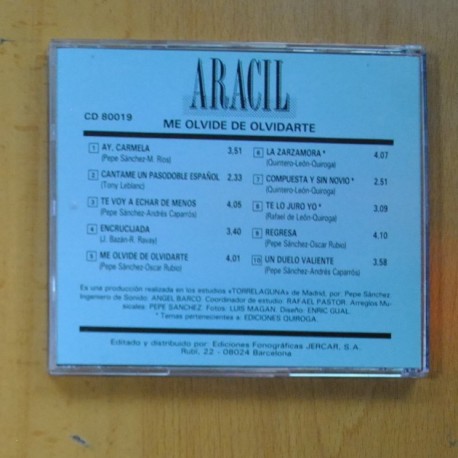 ARACIL
CD 80019
ME OLVIDE DE OLVIDARTE
1 AY, CARMELA 3,51
(Pepe Sánchez-M. Ros)
2 CANTAME UN PASODOBLE ESPAÑOL 2,33
(Tony Leblanc)
3 TE VOY A ECHAR DE MENOS 4,05
(Pepe Sánchez-Andrés Caparrós)
4 ENCRUCIJADA 3,40
(J. Bazán-R. Ravay)
5 ME OLVIDE DE OLVIDARTE 4,01
(Pepe Sánchez-Oscar Rubio)
6 LA ZARZAMORA * 4,07
(Quintero-León-Quiroga)
7 COMPUESTA Y SIN NOVIO * 2,51
(Quintero-León-Quiroga)
8 TE LO JURO YO * 3,09
(Rafael de León-Quiroga)
9 REGRESA 4,10
(Pepe Sánchez-Oscar Rubio)
10 UN DUELO VALIENTE 3,58
(Pepe Sánchez-Andrés Caparrós)
Es una producción realizada en los estudios «TORRELAGUNA» de Madrid, por: Pepe Sánchez
Ingeniero de Sonido: ANGEL BARCO. Coordinador de estudio: RAFAEL PASTOR. Arreglos Mu-
sicales: PEPE SANCHEZ. Fotos: LUIS MAGAN. Diseño: ENRIC GUAL.
* Temas pertenecientes a: EDICIONES QUIROGA.
Editado y distribuido por: Ediciones Fonográficas JERCAR, S.A.
Rubí, 22 - 08024 Barcelona